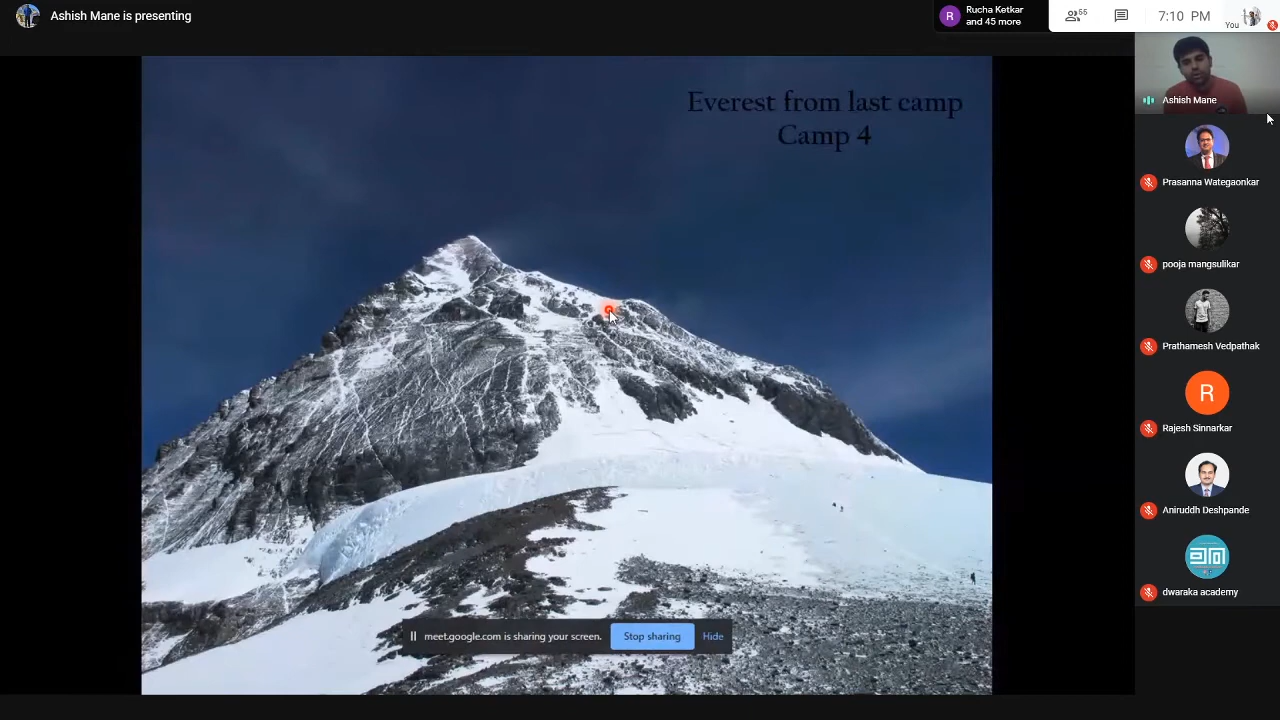 Ashish Mane is presenting
R
Rucha Ketkar
and 45 more
55
7:10 PM
You
Everest from last camp
Camp 4
Ashish Mane
Prasanna Wategaonkar
pooja mangsulikar
Prathamesh Vedpathak
R
Rajesh Sinnarkar
Aniruddh Deshpande
dwaraka academy
meet.google.com is sharing your screen.
Stop sharing
Hide